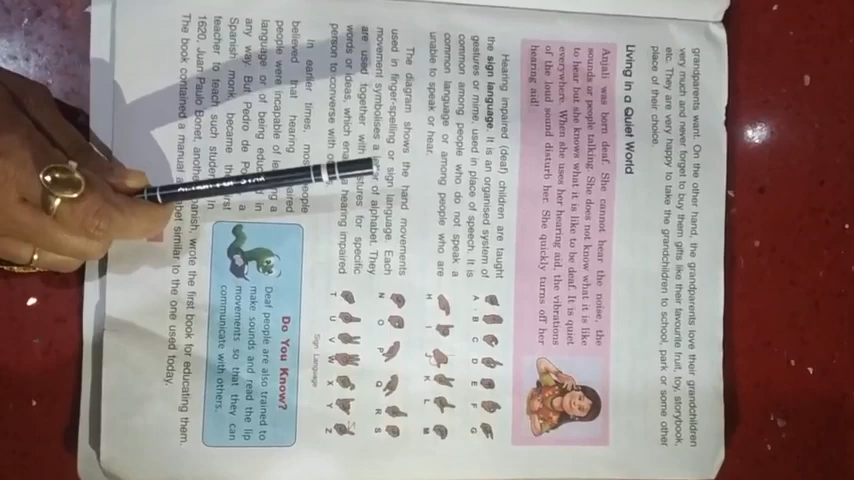 grandparents want. On the other hand, the grandparents love their grandchildren
very much and never forget to buy them gifts like their favourite fruit, toy, storybook,
etc. They are very happy to take the grandchildren to school, park or some other
place of their choice.
Living in a Quiet World
Anjali was born deaf. She cannot hear the noise, the
sounds or people talking. She does not know what it is like
to hear but she knows what it is like to be deaf. It is quiet
everywhere. When she uses her hearing aid, the vibrations
of the loud sound disturb her. She quickly turns off her
hearing aid!
Hearing impaired (deaf) children are taught
the sign language. It is an organised system of
gestures or mime, used in place of speech. It is
common among people who do not speak a
common language or among people who are
unable to speak or hear.
A B C D E F G
H I J K L M
N O P Q R S
T U V W X Y Z
Sign Language
The diagram shows the hand movements
used in finger-spelling or sign language. Each
movement symbolises a of alphabet. They
are used together with for specific
words or ideas, which a hearing impaired
person to converse with
In earlier times, most people
believed that hearing
people were incapable of a
language or of being in
any way. But Pedro de a
Spanish monk, became the first
teacher to teach such students. In
1620, Juan Paulo Bonet, another wrote the first book for educating them.
The book contained a manual similar to the one used today.
Do You Know?
Deaf people are also trained to
make sounds and read the lip
movements so that they can
communicate with others.